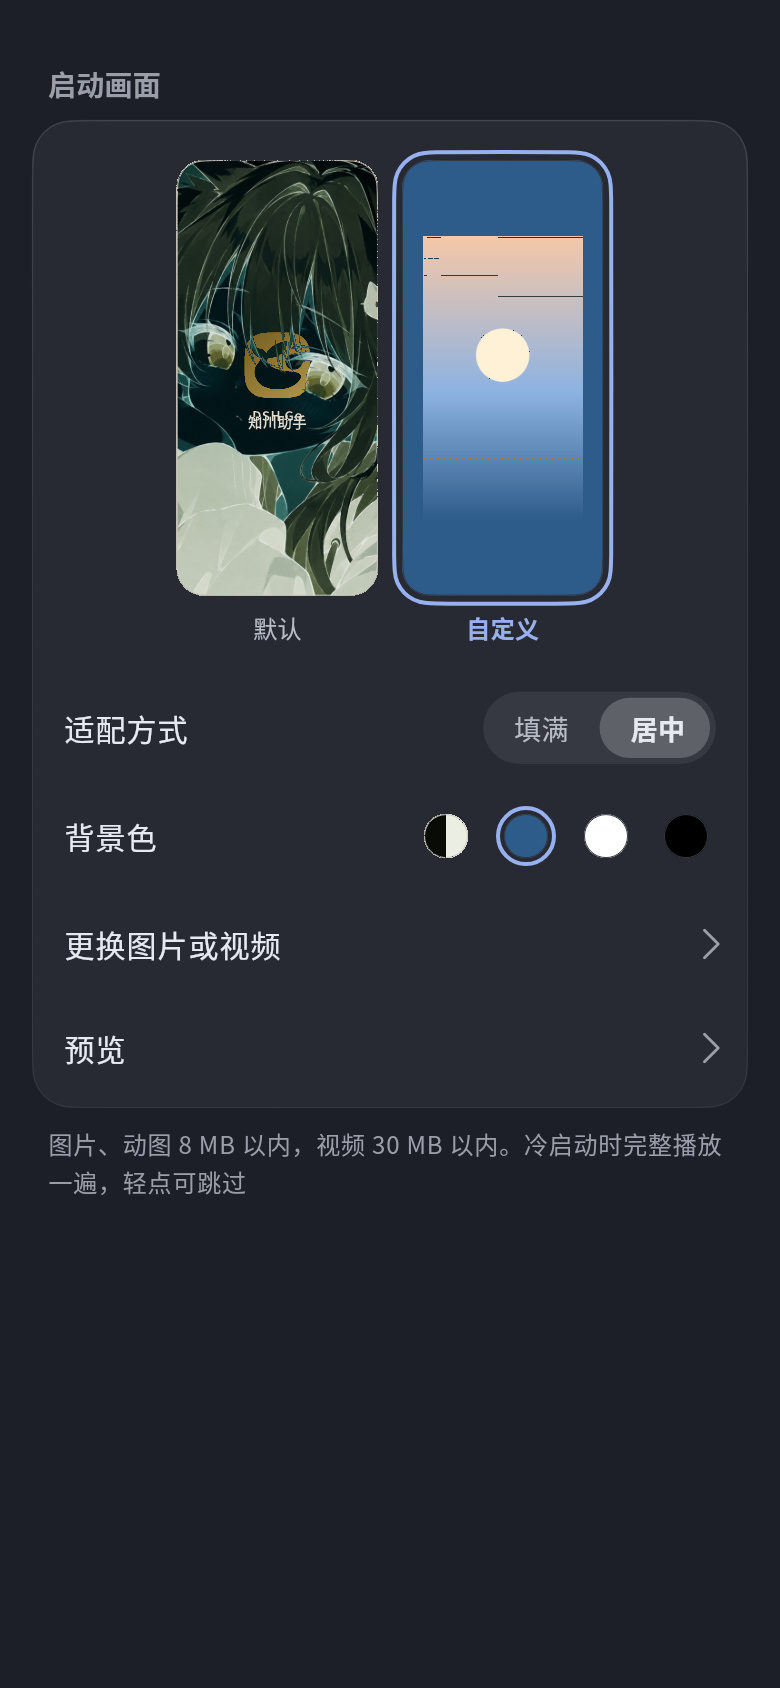 启动画面
DSH Go
知川助手
默认
自定义
适配方式
填满
居中
背景色
更换图片或视频
预览
图片、动图 8 MB 以内，视频 30 MB 以内。冷启动时完整播放
一遍，轻点可跳过